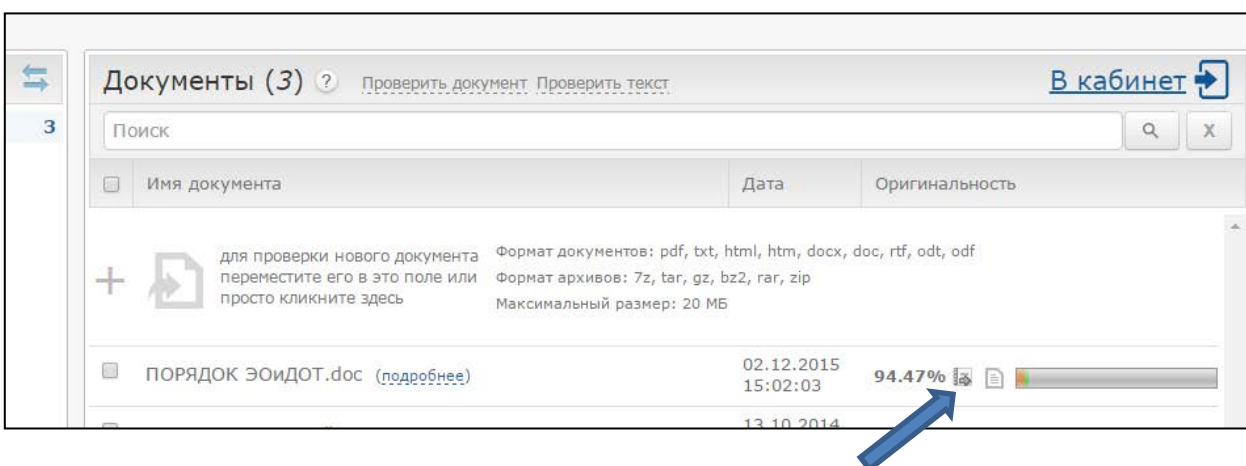 Документы (3) ? Проверить документ Проверить текст В кабинет
3
Поиск X
Имя документа Дата Оригинальность
для проверки нового документа
переместите его в это поле или
просто кликните здесь
Формат документов: pdf, txt, html, htm, docx, doc, rtf, odt, odf
Формат архивов: 7z, tar, gz, bz2, rar, zip
Максимальный размер: 20 МБ
ПОРЯДОК ЭОиДОТ.doc (подробнее) 02.12.2015
15:02:03 94.47%
13.10.2014